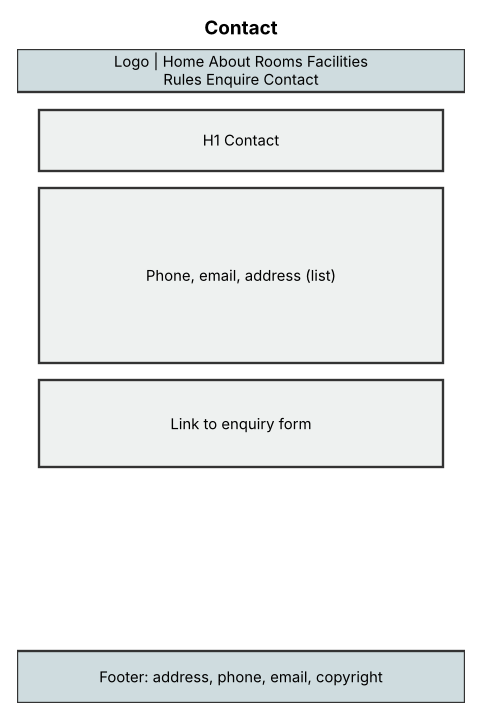 Contact
Logo | Home About Rooms Facilities
Rules Enquire Contact
H1 Contact
Phone, email, address (list)
Link to enquiry form
Footer: address, phone, email, copyright